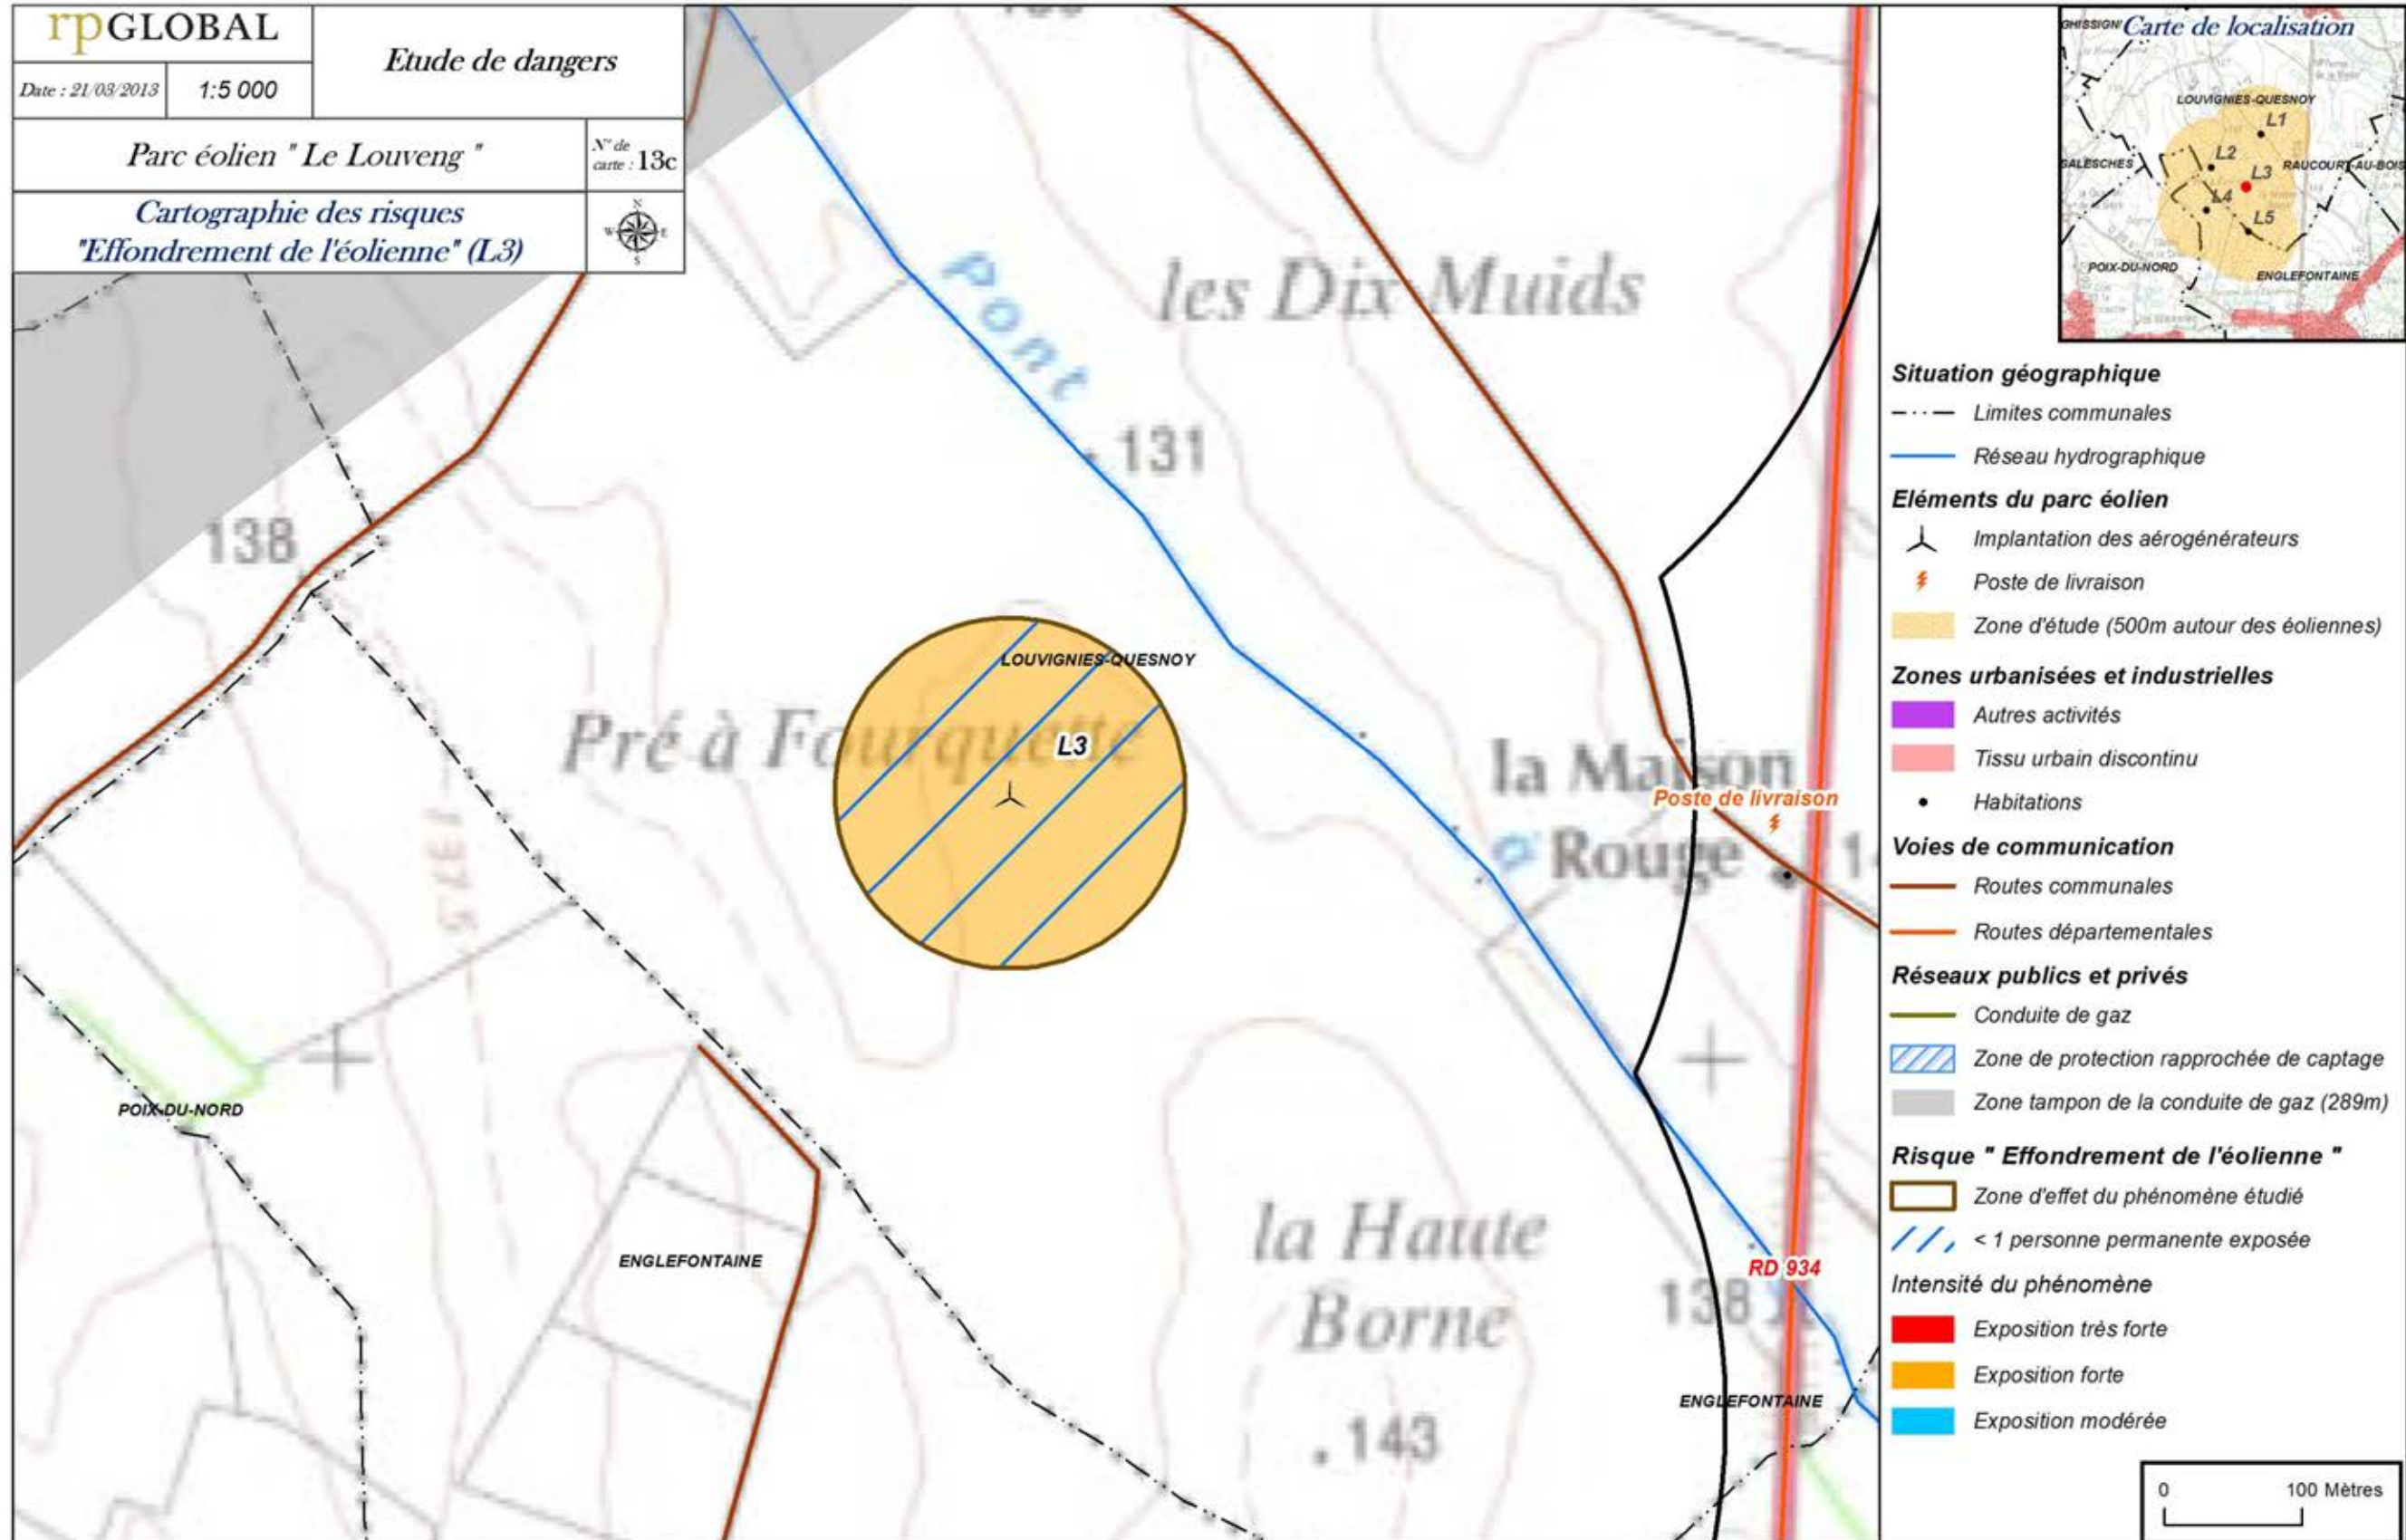 rpGLOBAL
Etude de dangers
Date : 21/03/2013
1:5 000
Parc éolien " Le Louveng "
N° de
carte : 13c
Cartographie des risques
"Effondrement de l'éolienne" (L3)
N
W
E
S
Pont
les Dix Muids
131
138
LOUVIGNIES-QUESNOY
Pré à Fourquette
L3
la Maison
Poste de livraison
Rouge
POIX-DU-NORD
ENGLEFONTAINE
la Haute
Borne
RD 934
138
ENGLEFONTAINE
143
Carte de localisation
LOUVIGNIES-QUESNOY
L1
L2
SALESCHES
RAUCOURT-AU-BOIS
L3
L4
L5
POIX-DU-NORD
ENGLEFONTAINE
Situation géographique
Limites communales
Réseau hydrographique
Eléments du parc éolien
Implantation des aérogénérateurs
Poste de livraison
Zone d'étude (500m autour des éoliennes)
Zones urbanisées et industrielles
Autres activités
Tissu urbain discontinu
Habitations
Voies de communication
Routes communales
Routes départementales
Réseaux publics et privés
Conduite de gaz
Zone de protection rapprochée de captage
Zone tampon de la conduite de gaz (289m)
Risque " Effondrement de l'éolienne "
Zone d'effet du phénomène étudié
< 1 personne permanente exposée
Intensité du phénomène
Exposition très forte
Exposition forte
Exposition modérée
0 100 Mètres